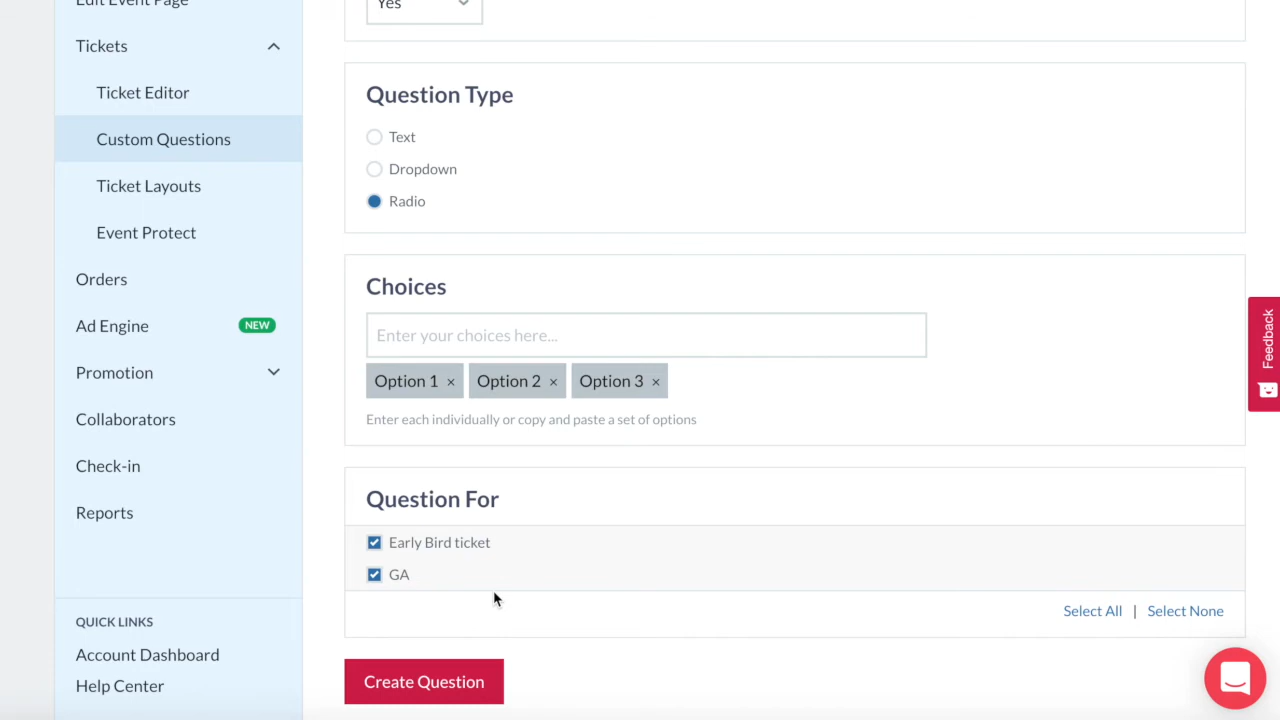 Edit Event Page
Tickets
Ticket Editor
Custom Questions
Ticket Layouts
Event Protect
Orders
Ad Engine NEW
Promotion
Collaborators
Check-in
Reports
QUICK LINKS
Account Dashboard
Help Center
Yes
Question Type
Text
Dropdown
Radio
Choices
Enter your choices here...
Option 1 × Option 2 × Option 3 ×
Enter each individually or copy and paste a set of options
Question For
Early Bird ticket
GA
Select All | Select None
Create Question
Feedback